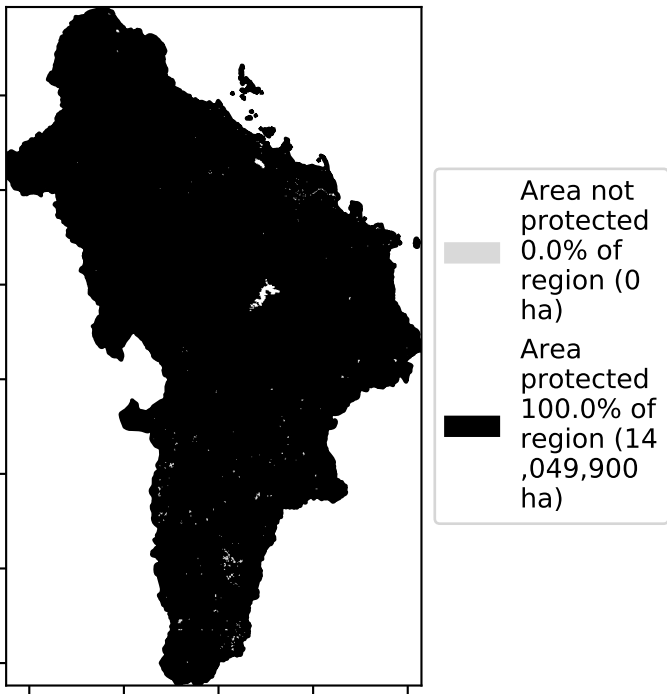 Area not
protected
0.0% of
region (0
ha)
Area
protected
100.0% of
region (14
,049,900
ha)